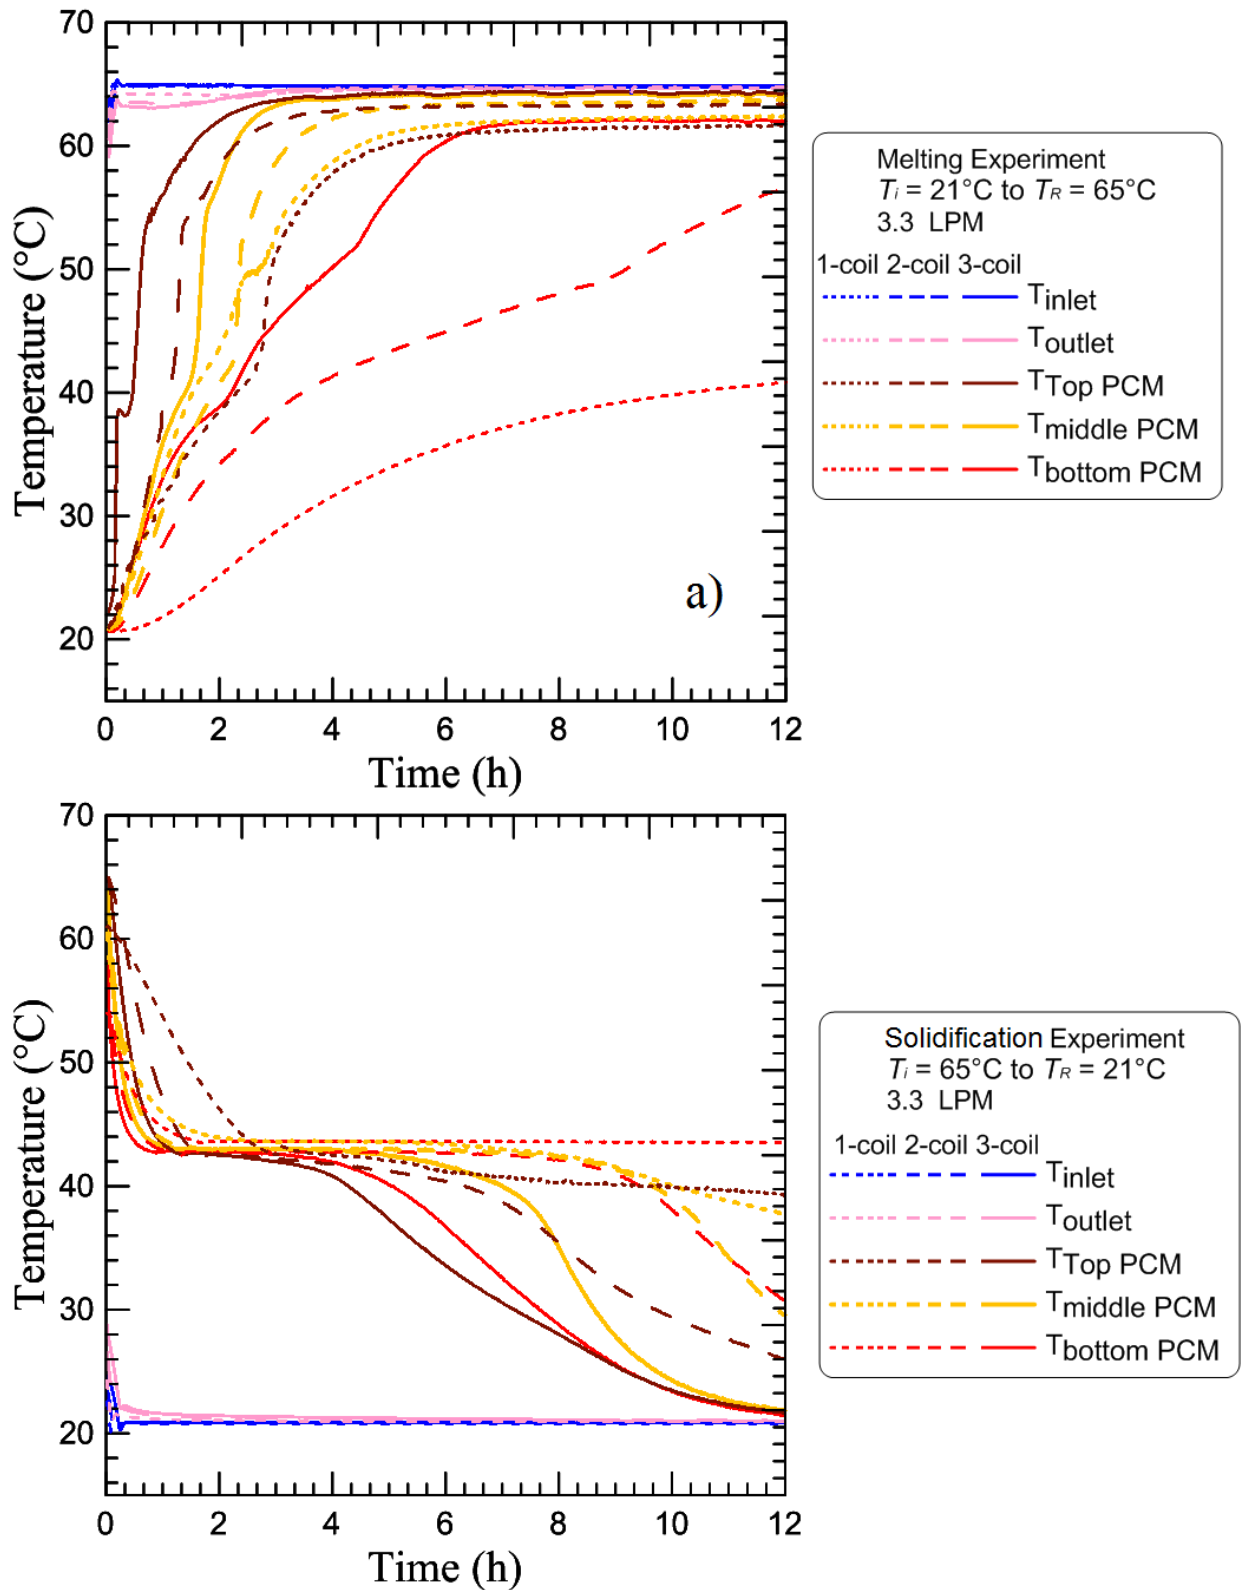 70
60
50
40
30
20
Temperature (°C)
a)
0 2 4 6 8 10 12
Time (h)
Melting Experiment
Ti = 21°C to TR = 65°C
3.3 LPM
1-coil 2-coil 3-coil
Tinlet
Toutlet
TTop PCM
Tmiddle PCM
Tbottom PCM
70
60
50
40
30
20
Temperature (°C)
0 2 4 6 8 10 12
Time (h)
Solidification Experiment
Ti = 65°C to TR = 21°C
3.3 LPM
1-coil 2-coil 3-coil
Tinlet
Toutlet
TTop PCM
Tmiddle PCM
Tbottom PCM